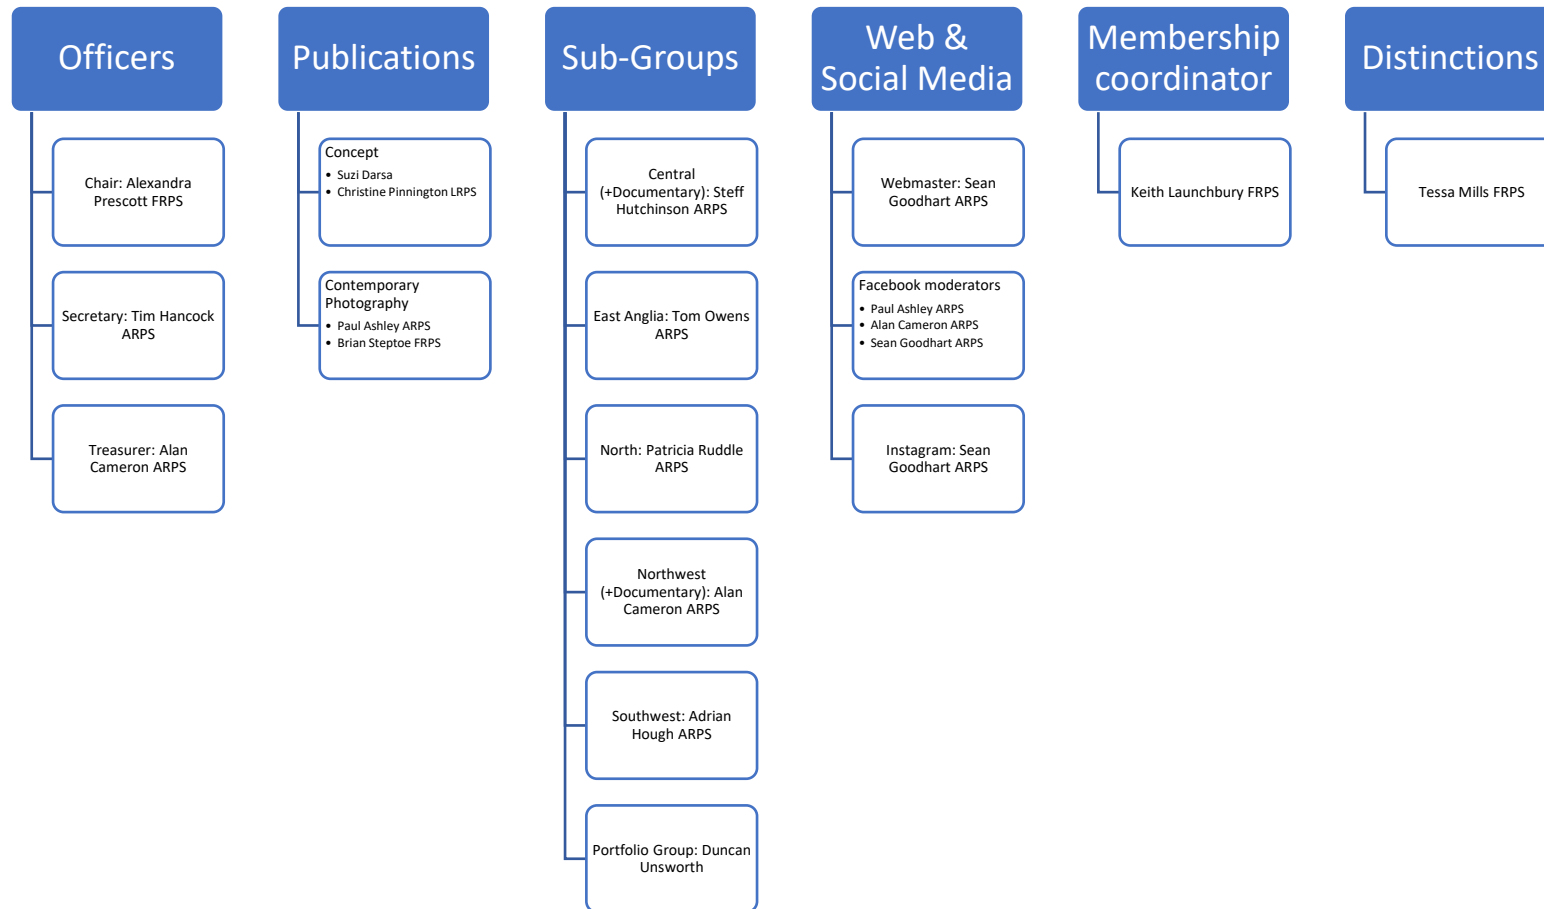 Officers
Chair: Alexandra
Prescott FRPS
Secretary: Tim Hancock
ARPS
Treasurer: Alan
Cameron ARPS
Publications
Concept
• Suzi Darsa
• Christine Pinnington LRPS
Contemporary
Photography
• Paul Ashley ARPS
• Brian Steptoe FRPS
Sub-Groups
Central
(+Documentary): Steff
Hutchinson ARPS
East Anglia: Tom Owens
ARPS
North: Patricia Ruddle
ARPS
Northwest
(+Documentary): Alan
Cameron ARPS
Southwest: Adrian
Hough ARPS
Portfolio Group: Duncan
Unsworth
Web &
Social Media
Webmaster: Sean
Goodhart ARPS
Facebook moderators
• Paul Ashley ARPS
• Alan Cameron ARPS
• Sean Goodhart ARPS
Instagram: Sean
Goodhart ARPS
Membership
coordinator
Keith Launchbury FRPS
Distinctions
Tessa Mills FRPS